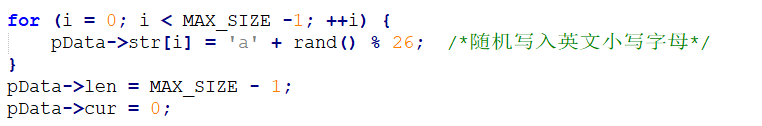 for (i = 0; i < MAX_SIZE -1; ++i) {
    pData->str[i] = 'a' + rand() % 26;  /*随机写入英文小写字母*/
}
pData->len = MAX_SIZE - 1;
pData->cur = 0;